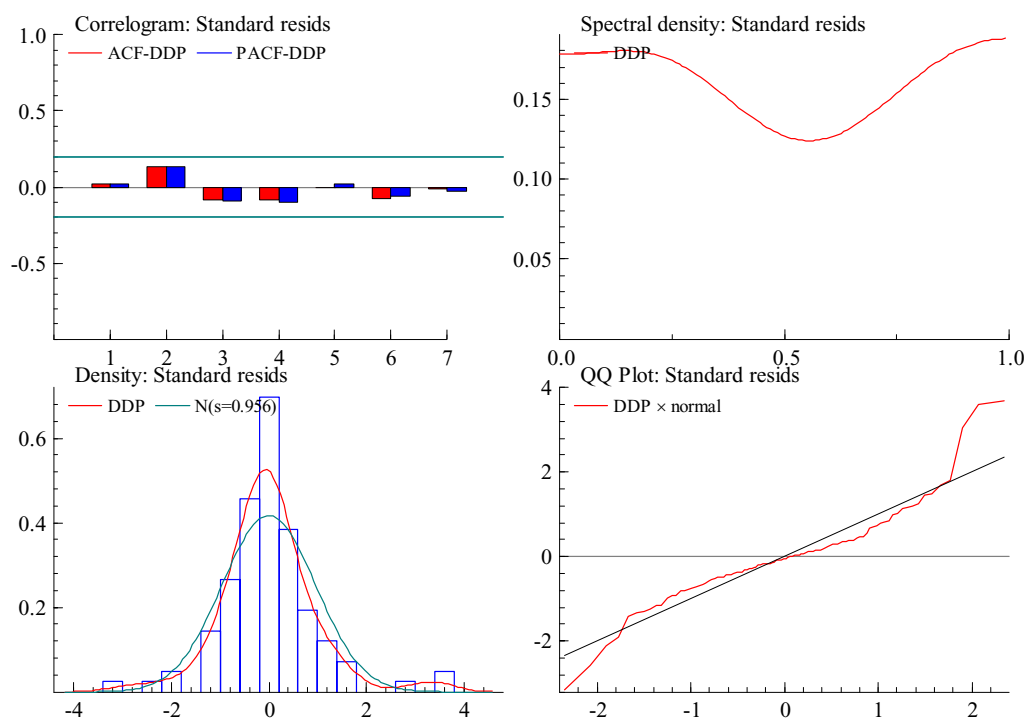 Correlogram: Standard resids
ACF-DDP PACF-DDP
1.0
0.5
0.0
-0.5
1 2 3 4 5 6 7
Spectral density: Standard resids
DDP
0.15
0.10
0.05
0.0 0.5 1.0
Density: Standard resids
DDP N(s=0.956)
0.6
0.4
0.2
-4 -2 0 2 4
QQ Plot: Standard resids
DDP × normal
4
2
0
-2
-2 -1 0 1 2